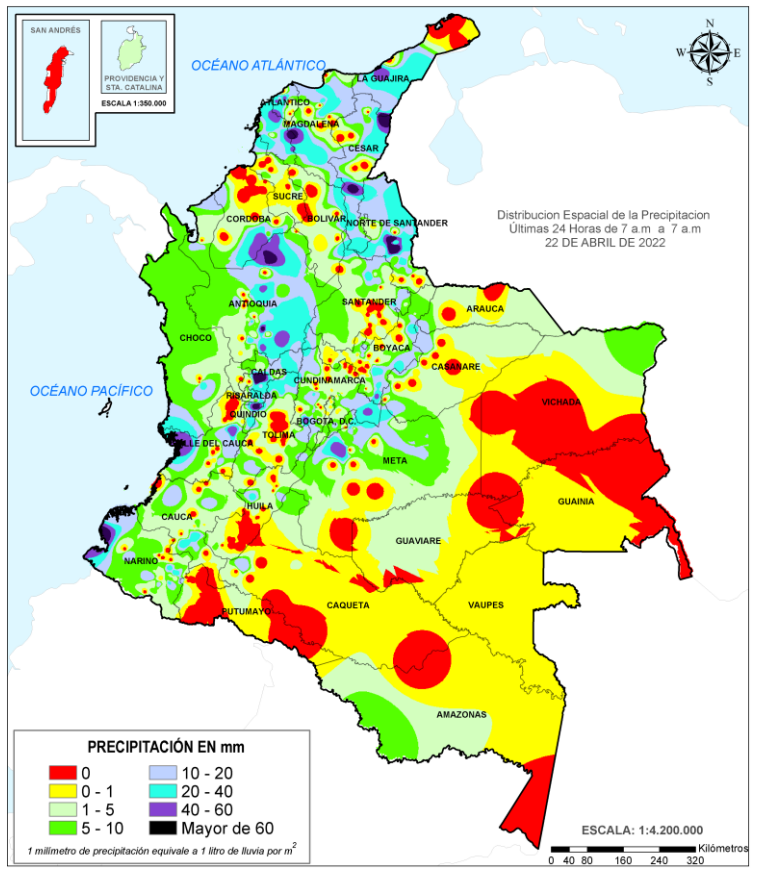 SAN ANDRÉS
PROVIDENCIA Y
STA. CATALINA
ESCALA 1:350.000
OCÉANO ATLÁNTICO
N
W
E
S
LA GUAJIRA
ATLÁNTICO
MAGDALENA
CESAR
SUCRE
CORDOBA
BOLIVAR
NORTE DE SANTANDER
Distribucion Espacial de la Precipitacion
Últimas 24 Horas de 7 a.m a 7 a.m
22 DE ABRIL DE 2022
ANTIOQUIA
SANTANDER
ARAUCA
CHOCO
BOYACA
CASANARE
CALDAS
CUNDINAMARCA
OCÉANO PACÍFICO
RISARALDA
QUINDIO
VICHADA
BOGOTA, D.C.
TOLIMA
VALLE DEL CAUCA
META
GUAINIA
HUILA
CAUCA
GUAVIARE
NARIÑO
PUTUMAYO
CAQUETA
VAUPES
AMAZONAS
PRECIPITACIÓN EN mm
0
0 - 1
1 - 5
5 - 10
10 - 20
20 - 40
40 - 60
Mayor de 60
1 milímetro de precipitación equivale a 1 litro de lluvia por m2
ESCALA: 1:4.200.000
Kilómetros
0 40 80 160 240 320